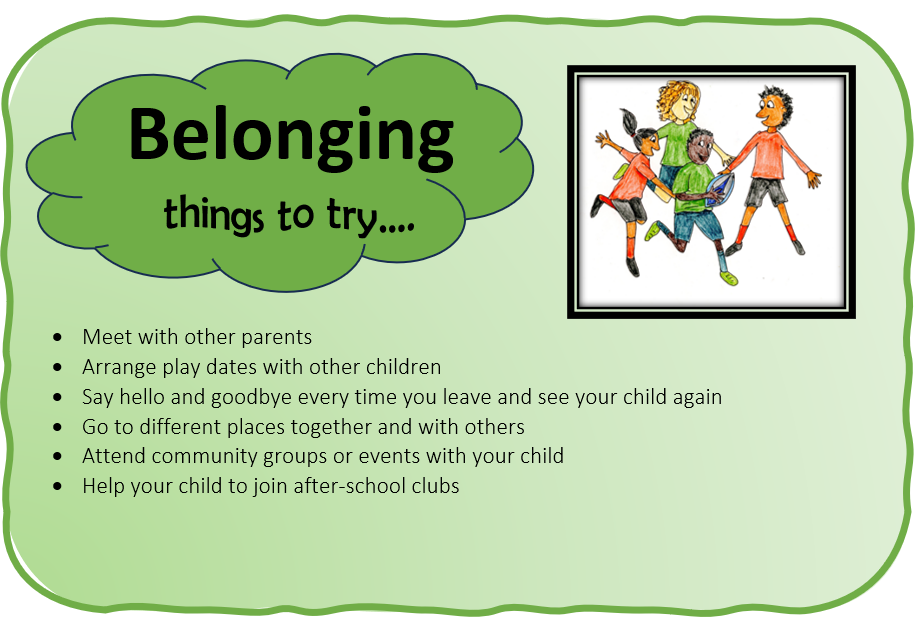 Belonging
things to try....
• Meet with other parents
• Arrange play dates with other children
• Say hello and goodbye every time you leave and see your child again
• Go to different places together and with others
• Attend community groups or events with your child
• Help your child to join after-school clubs